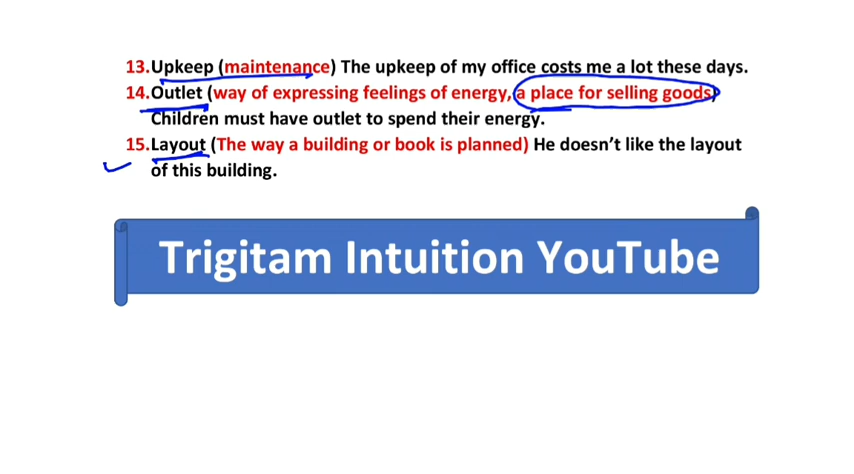 13.Upkeep (maintenance) The upkeep of my office costs me a lot these days.
14.Outlet (way of expressing feelings of energy, a place for selling goods)
Children must have outlet to spend their energy.
15.Layout (The way a building or book is planned) He doesn't like the layout
of this building.
Trigitam Intuition YouTube